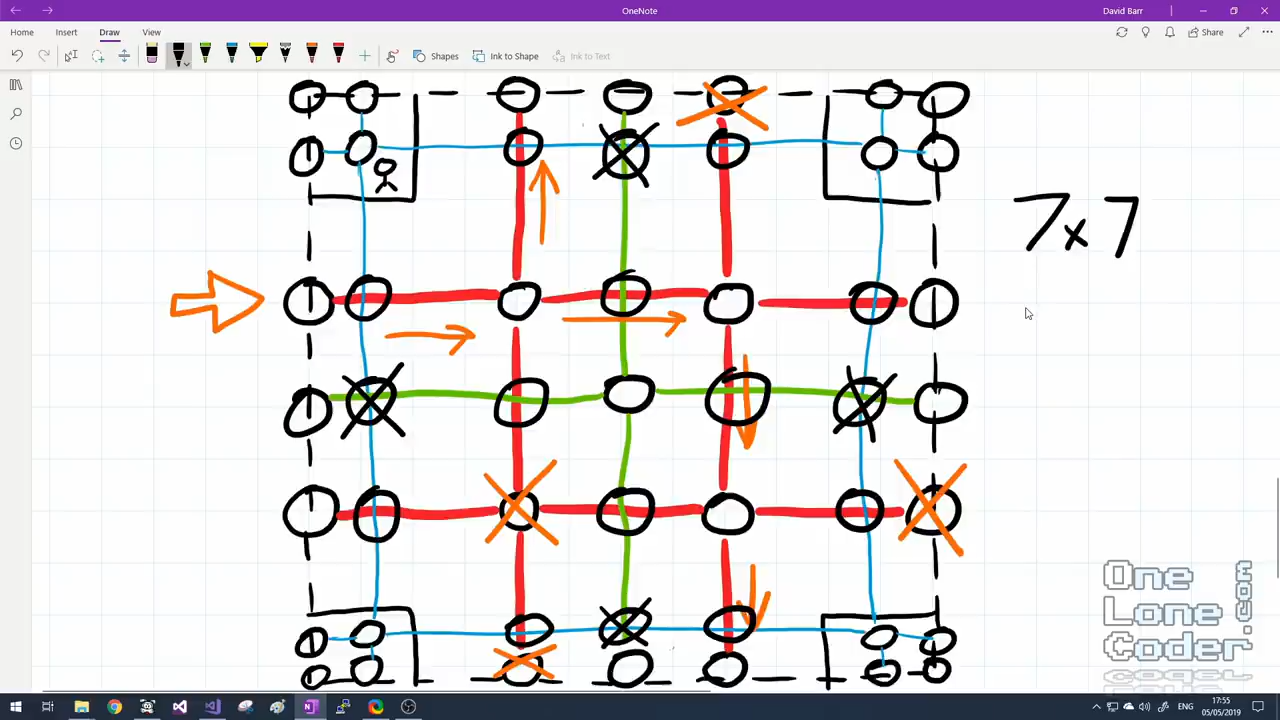 OneNote
David Barr
Home
Insert
Draw
View
Share
Shapes
Ink to Shape
Ink to Text
7x7
One
Lone
Coder
.com
ENG
17:55
05/05/2019